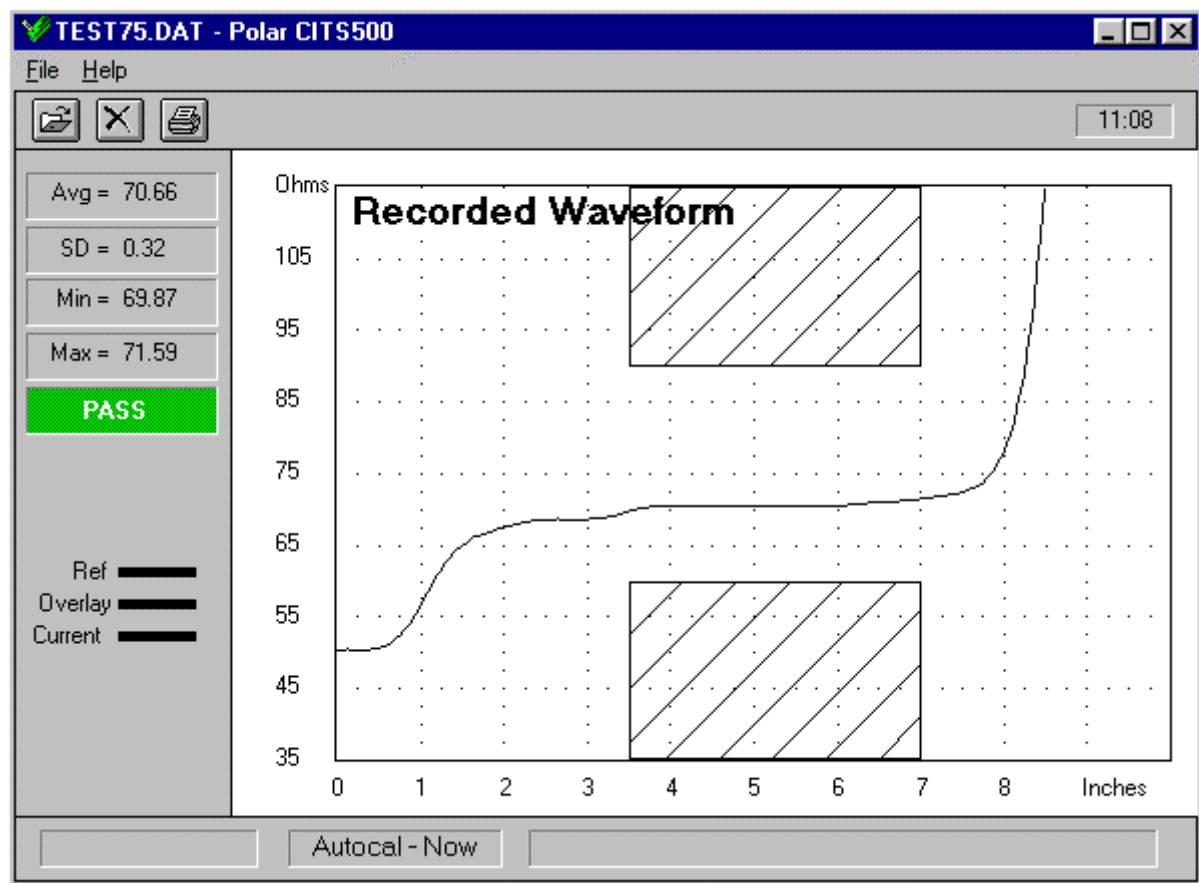 TEST75.DAT - Polar CITS500
File Help
11:08
Avg = 70.66
SD = 0.32
Min = 69.87
Max = 71.59
PASS
Ref
Overlay
Current
Ohms
Recorded Waveform
105
95
85
75
65
55
45
35
0 1 2 3 4 5 6 7 8 Inches
Autocal - Now